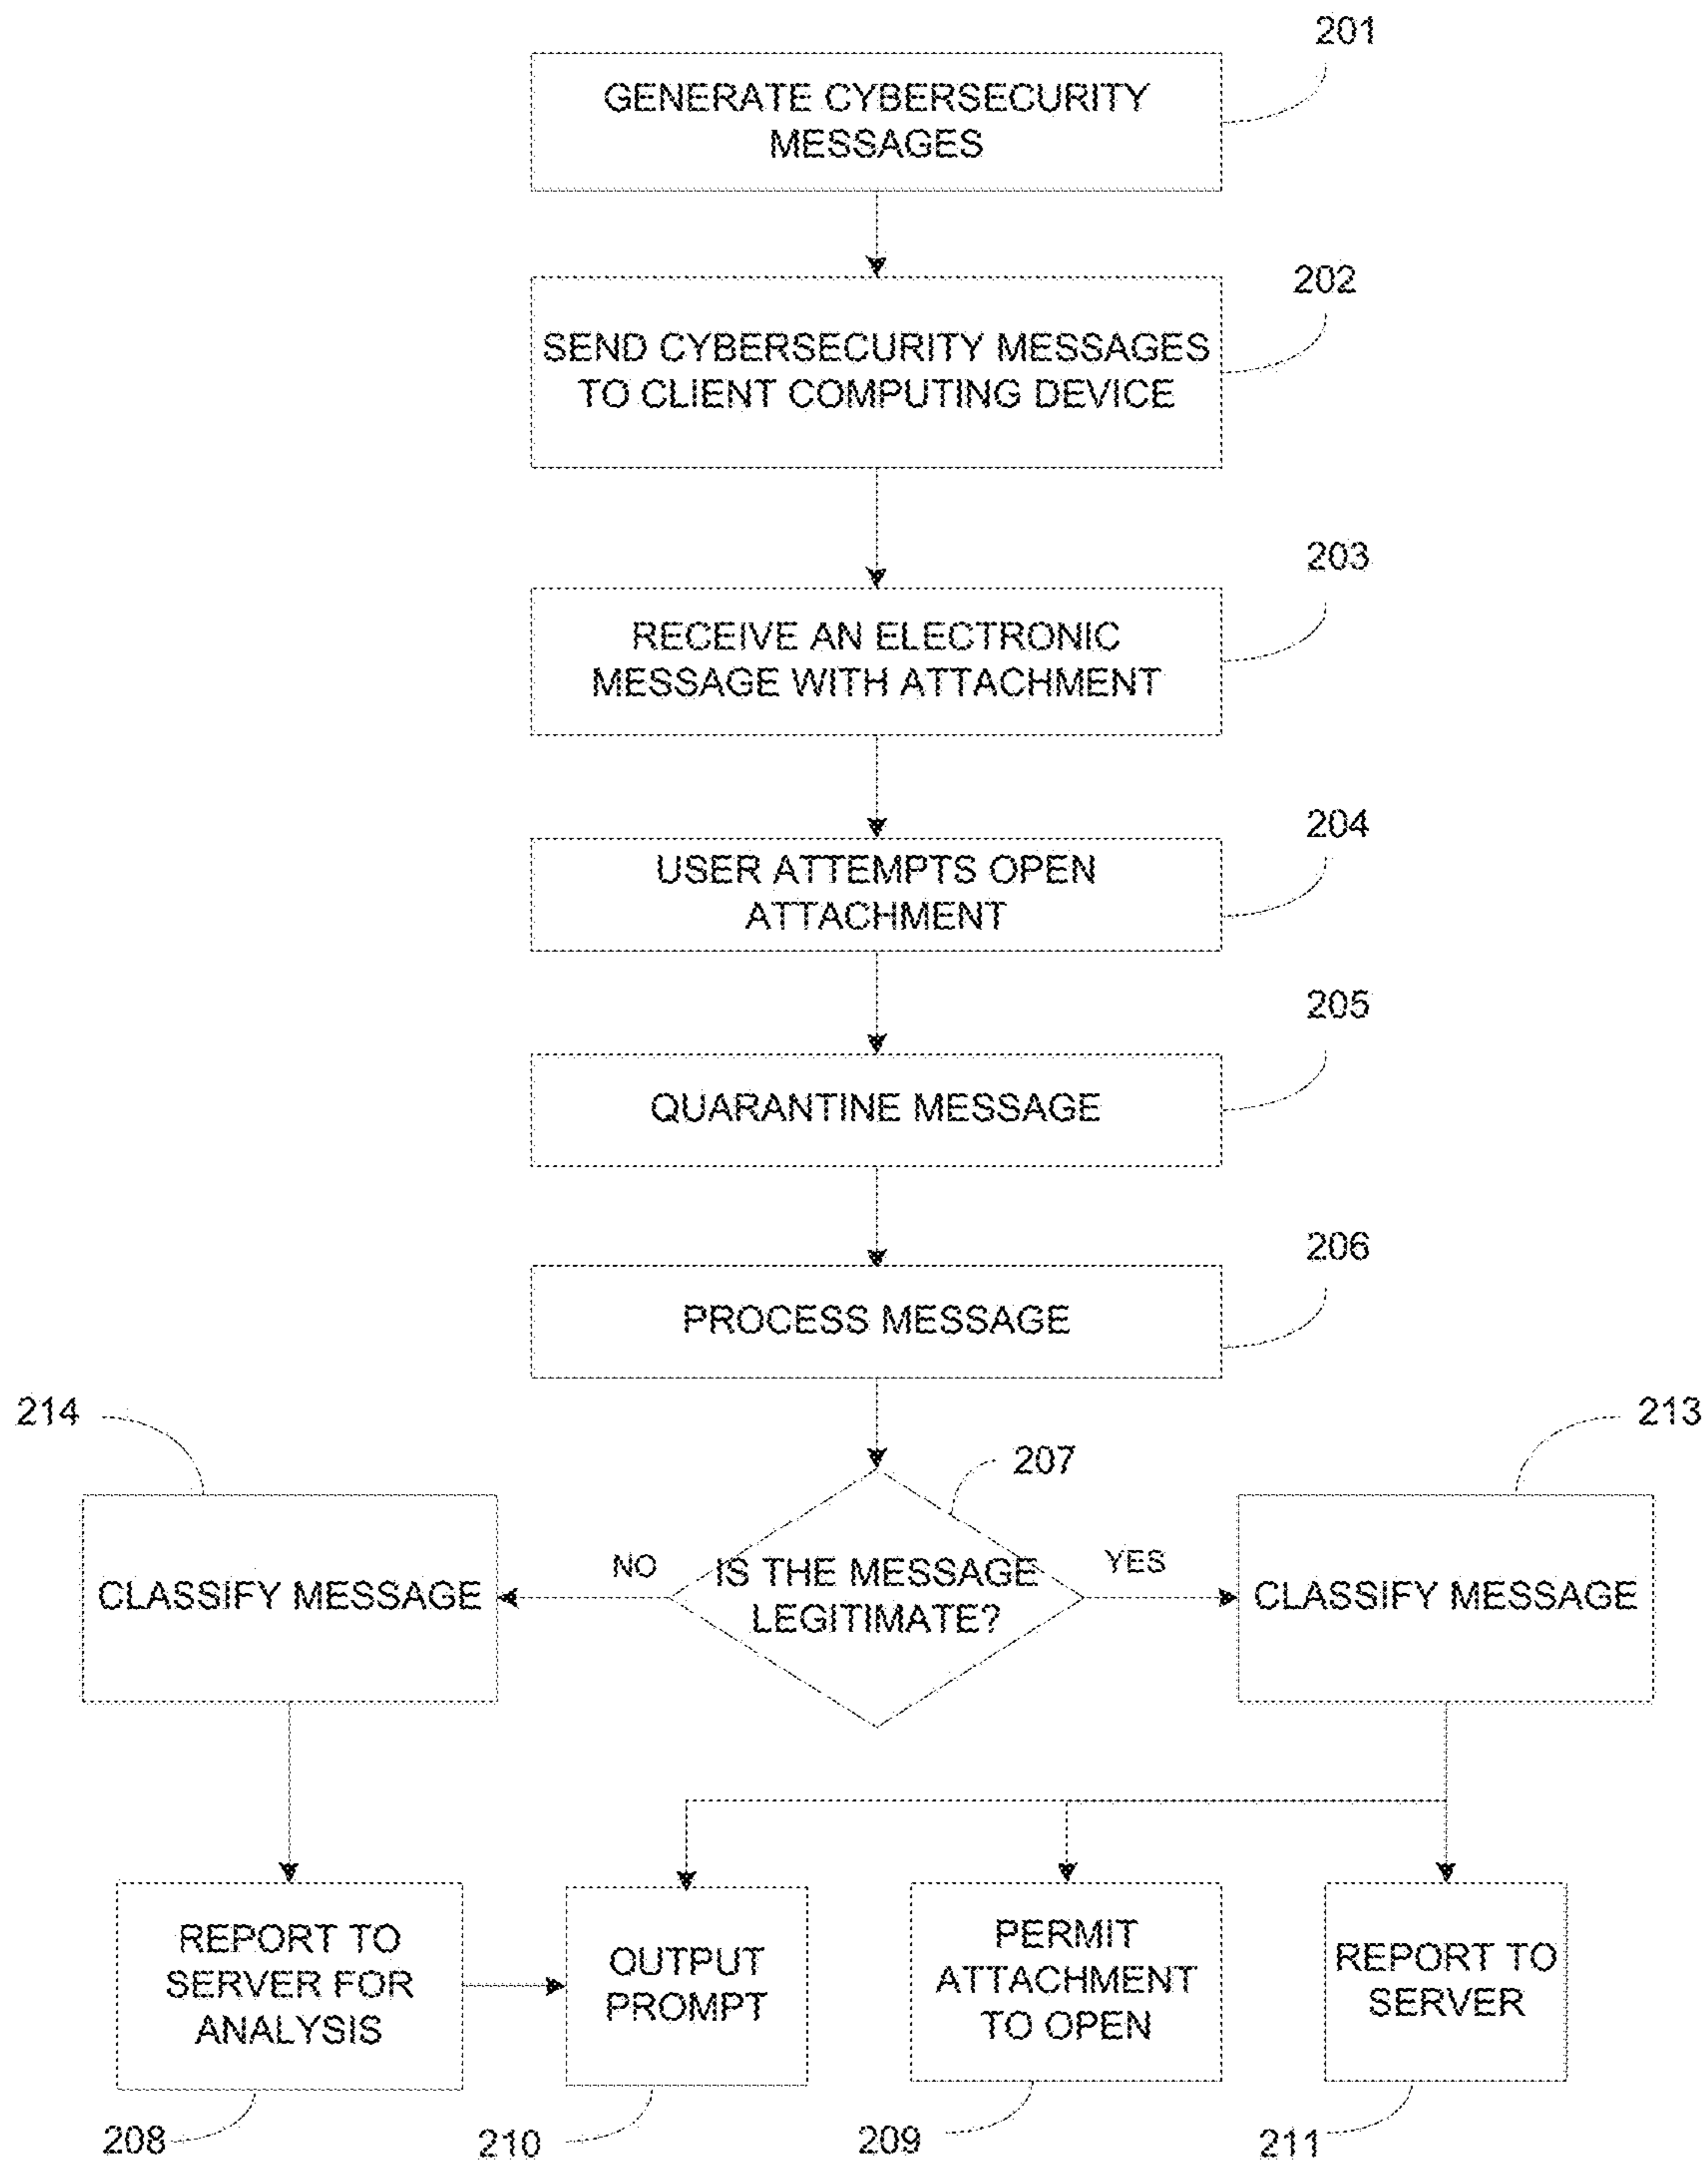 201
GENERATE CYBERSECURITY
MESSAGES
202
SEND CYBERSECURITY MESSAGES
TO CLIENT COMPUTING DEVICE
203
RECEIVE AN ELECTRONIC
MESSAGE WITH ATTACHMENT
204
USER ATTEMPTS OPEN
ATTACHMENT
205
QUARANTINE MESSAGE
206
PROCESS MESSAGE
214
213
207
CLASSIFY MESSAGE
NO
IS THE MESSAGE
LEGITIMATE?
YES
CLASSIFY MESSAGE
REPORT TO
SERVER FOR
ANALYSIS
OUTPUT
PROMPT
PERMIT
ATTACHMENT
TO OPEN
REPORT TO
SERVER
208
210
209
211